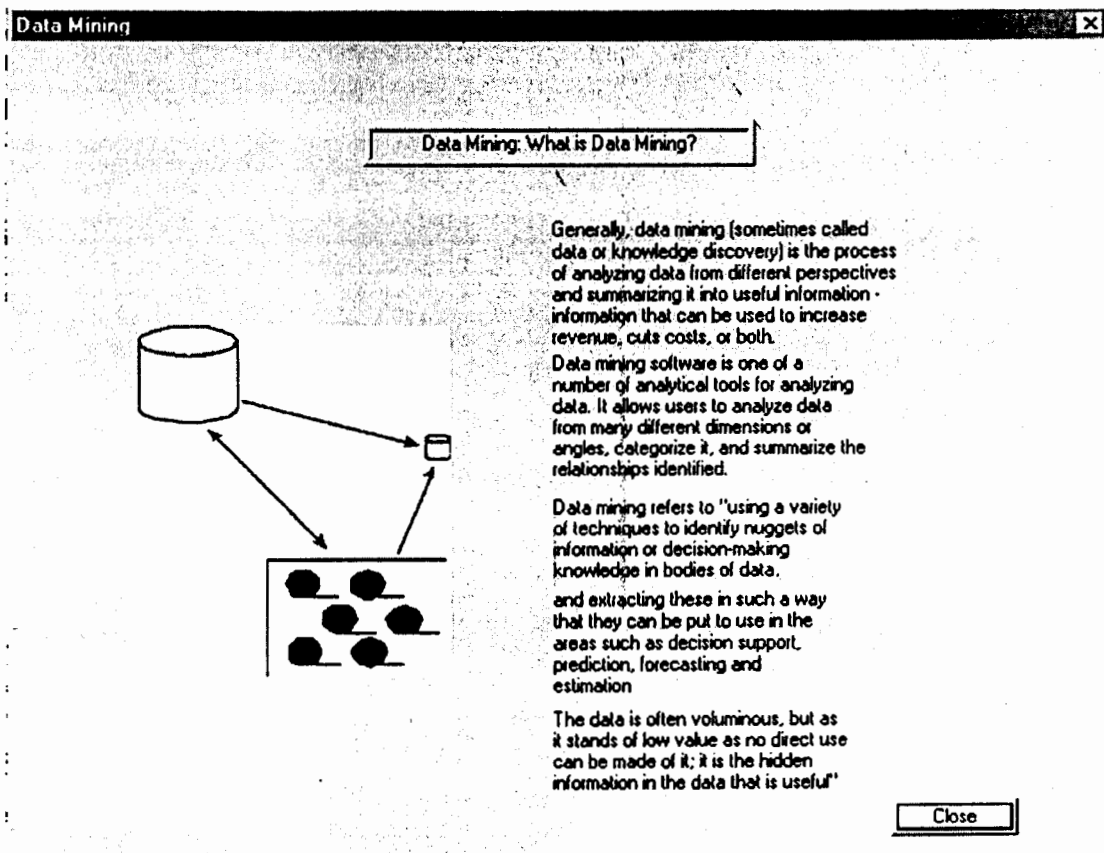 Data Mining
Data Mining: What is Data Mining?
Generally, data mining (sometimes called
data or knowledge discovery) is the process
of analyzing data from different perspectives
and summarizing it into useful information -
information that can be used to increase
revenue, cuts costs, or both.
Data mining software is one of a
number of analytical tools for analyzing
data. It allows users to analyze data
from many different dimensions or
angles, categorize it, and summarize the
relationships identified.
Data mining refers to "using a variety
of techniques to identify nuggets of
information or decision-making
knowledge in bodies of data,
and extracting these in such a way
that they can be put to use in the
areas such as decision support,
prediction, forecasting and
estimation
The data is often voluminous, but as
it stands of low value as no direct use
can be made of it; it is the hidden
information in the data that is useful"
Close